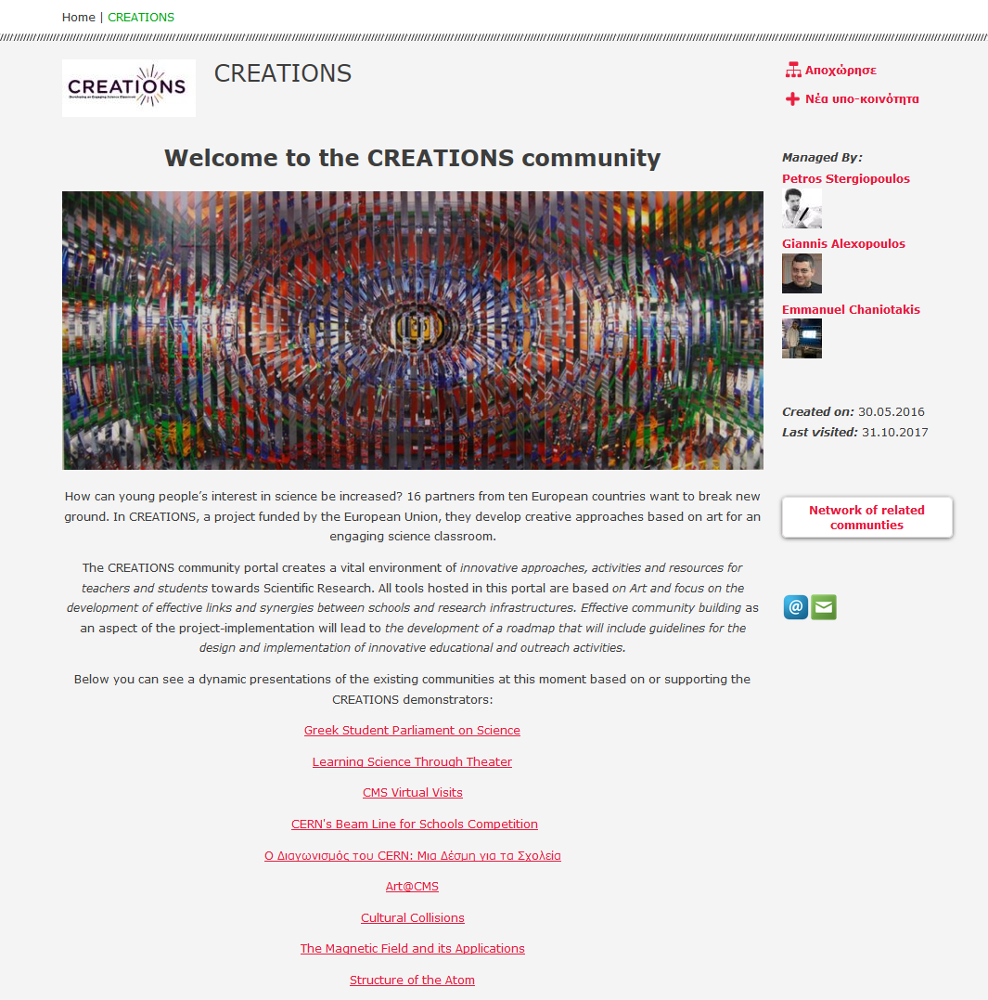 Home | CREATIONS
CREATIONS
Developing an Engaging Science Classroom
CREATIONS
Αποχώρησε
Νέα υπο-κοινότητα
Welcome to the CREATIONS community
Managed By:
Petros Stergiopoulos
Giannis Alexopoulos
Emmanuel Chaniotakis
Created on: 30.05.2016
Last visited: 31.10.2017
How can young people’s interest in science be increased? 16 partners from ten European countries want to break new
ground. In CREATIONS, a project funded by the European Union, they develop creative approaches based on art for an
engaging science classroom.
Network of related
communties
The CREATIONS community portal creates a vital environment of innovative approaches, activities and resources for
teachers and students towards Scientific Research. All tools hosted in this portal are based on Art and focus on the
development of effective links and synergies between schools and research infrastructures. Effective community building as
an aspect of the project-implementation will lead to the development of a roadmap that will include guidelines for the
design and implementation of innovative educational and outreach activities.
@
Below you can see a dynamic presentations of the existing communities at this moment based on or supporting the
CREATIONS demonstrators:
Greek Student Parliament on Science
Learning Science Through Theater
CMS Virtual Visits
CERN's Beam Line for Schools Competition
Ο Διαγωνισμός του CERN: Μια Δέσμη για τα Σχολεία
Art@CMS
Cultural Collisions
The Magnetic Field and its Applications
Structure of the Atom